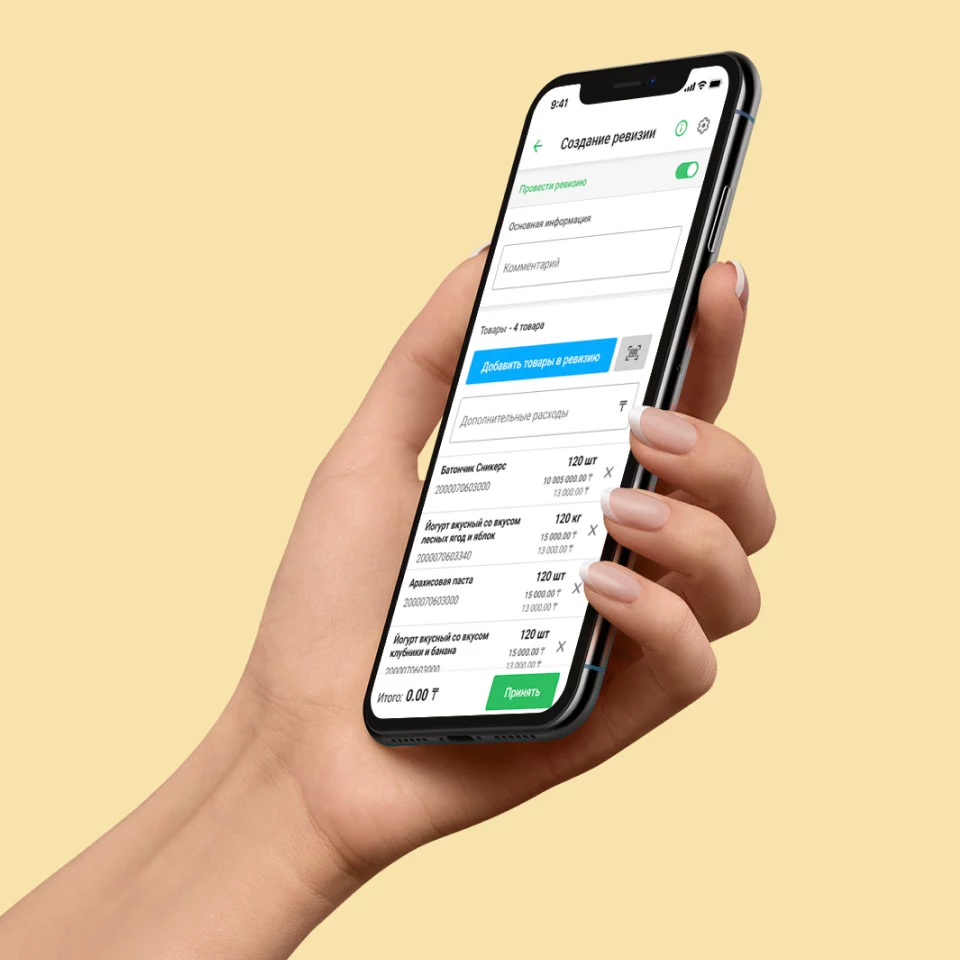 9:41
Создание ревизии
Провести ревизию
Основная информация
Комментарий
Товары - 4 товара
Добавить товары в ревизию
Дополнительные расходы ₸
Батончик Сникерс 120 шт
2000070603000 10 005 000.00 ₸
13 000.00 ₸
Йогурт вкусный со вкусом 120 кг
лесных ягод и яблок 15 000.00 ₸
2000070603340 13 000.00 ₸
Арахисовая паста 120 шт
2000070603000 15 000.00 ₸
13 000.00 ₸
Йогурт вкусный со вкусом 120 шт
клубники и банана 15 000.00 ₸
2000070603000 13 000.00 ₸
Итого: 0.00 ₸ Принять